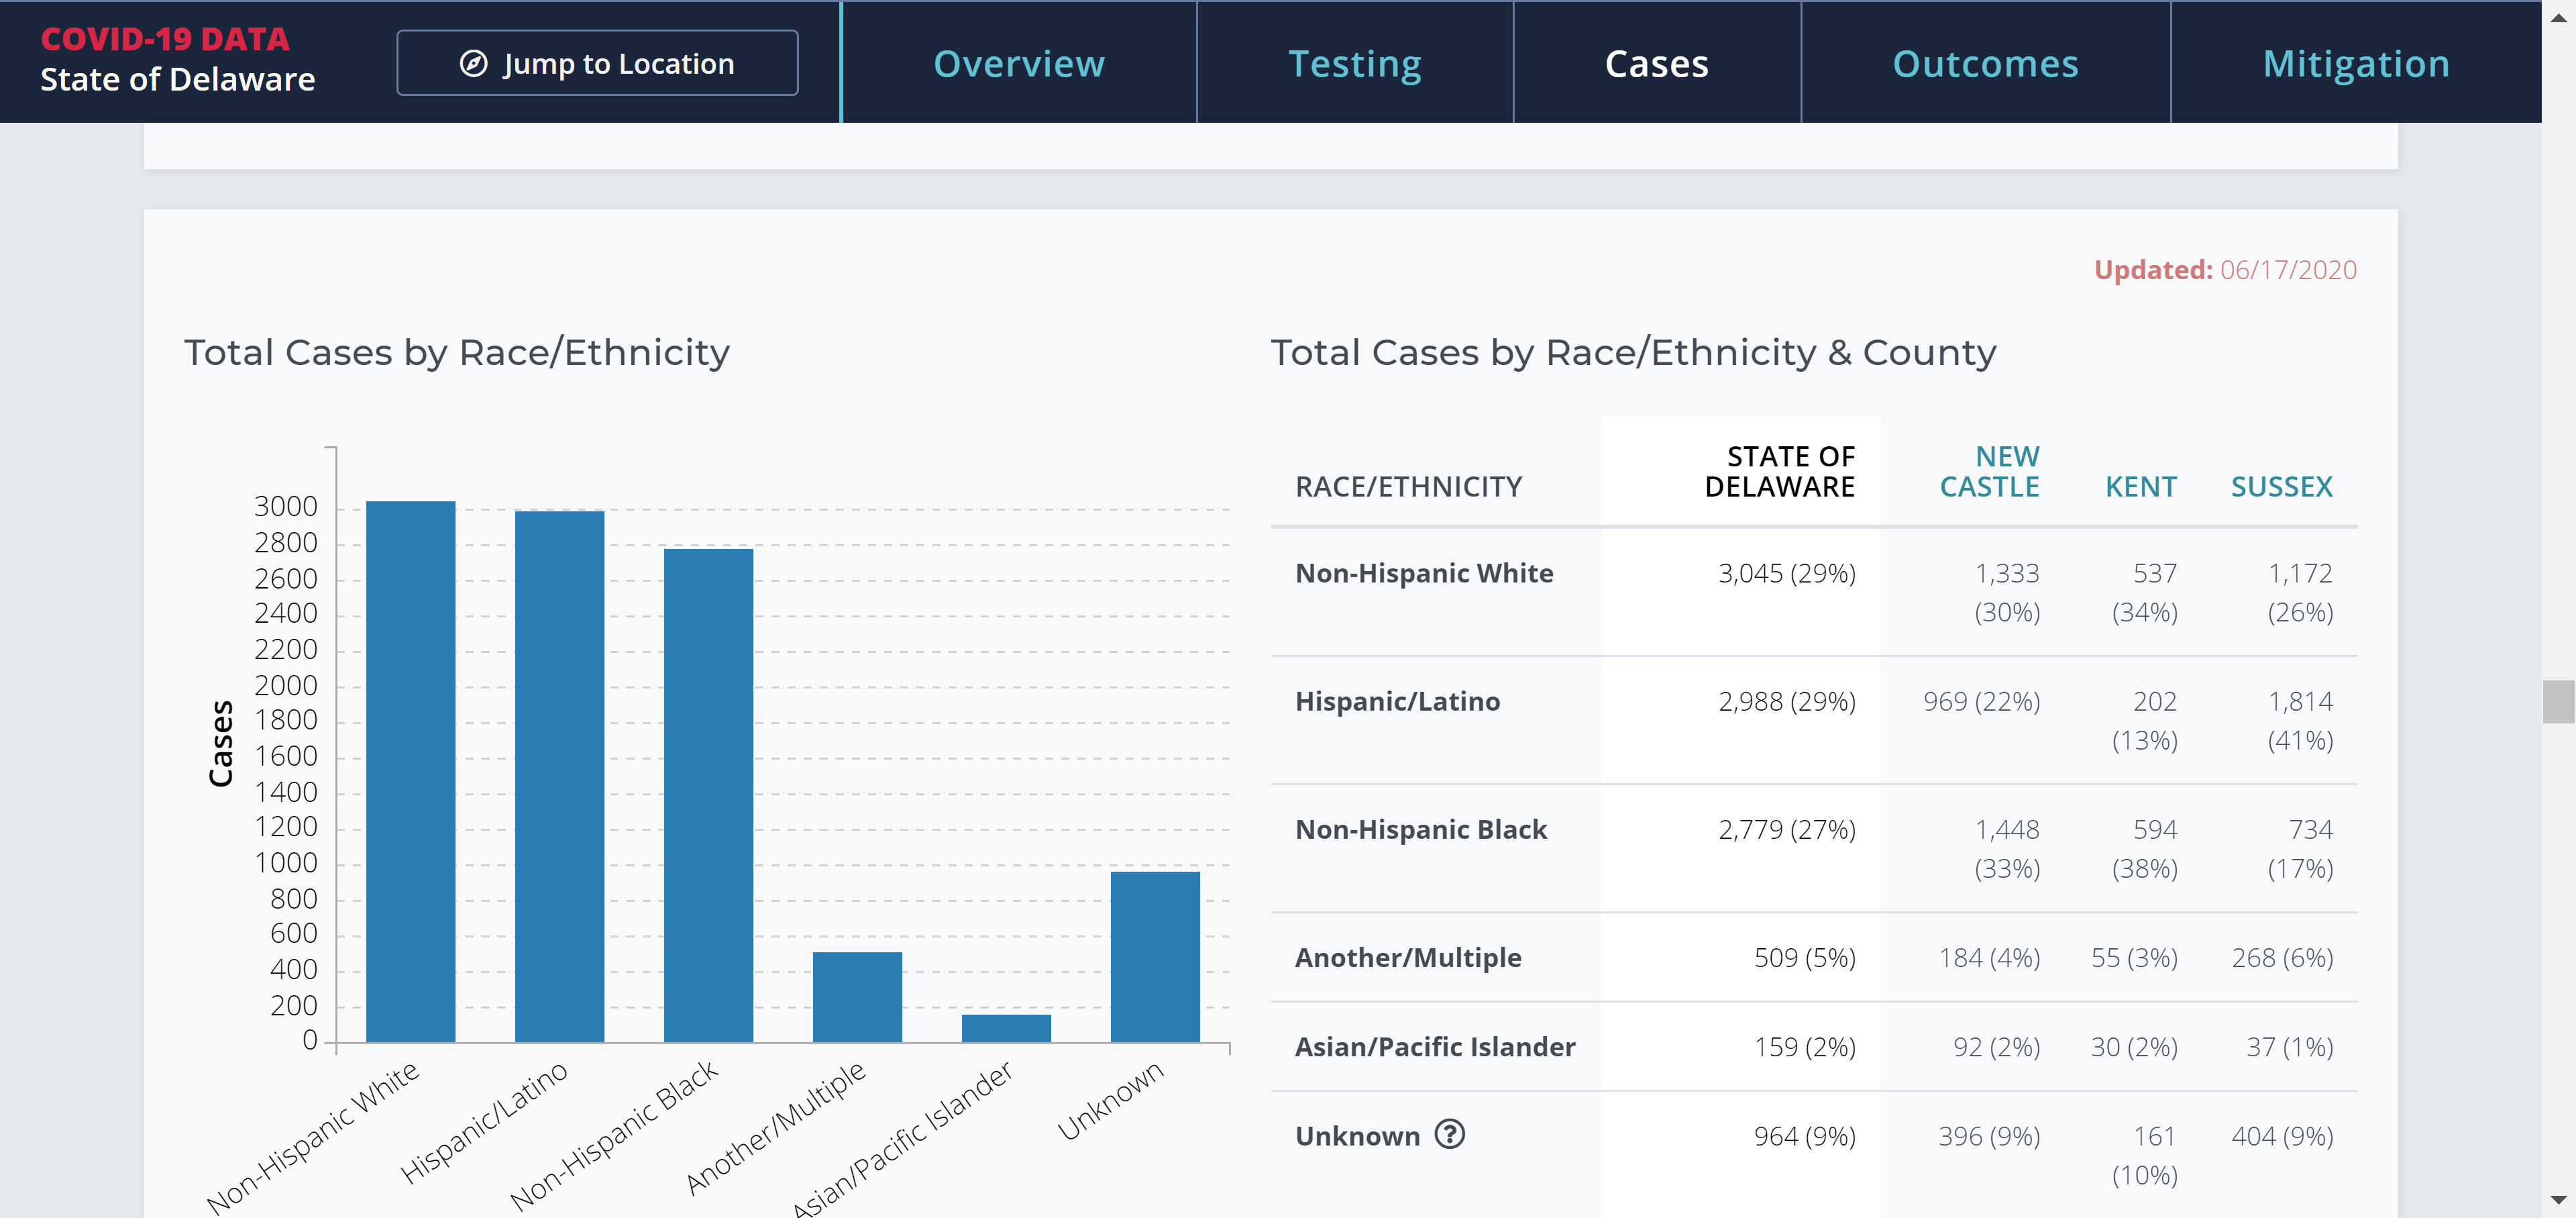 COVID-19 DATA
State of Delaware
Jump to Location
Overview
Testing
Cases
Outcomes
Mitigation
Updated: 06/17/2020
Total Cases by Race/Ethnicity
Cases
3000
2800
2600
2400
2200
2000
1800
1600
1400
1200
1000
800
600
400
200
0
Non-Hispanic White
Hispanic/Latino
Non-Hispanic Black
Another/Multiple
Asian/Pacific Islander
Unknown
Total Cases by Race/Ethnicity & County
RACE/ETHNICITY
STATE OF
DELAWARE
NEW
CASTLE
KENT
SUSSEX
Non-Hispanic White 3,045 (29%) 1,333 537 1,172
(30%) (34%) (26%)
Hispanic/Latino 2,988 (29%) 969 (22%) 202 1,814
(13%) (41%)
Non-Hispanic Black 2,779 (27%) 1,448 594 734
(33%) (38%) (17%)
Another/Multiple 509 (5%) 184 (4%) 55 (3%) 268 (6%)
Asian/Pacific Islander 159 (2%) 92 (2%) 30 (2%) 37 (1%)
Unknown ? 964 (9%) 396 (9%) 161 404 (9%)
(10%)